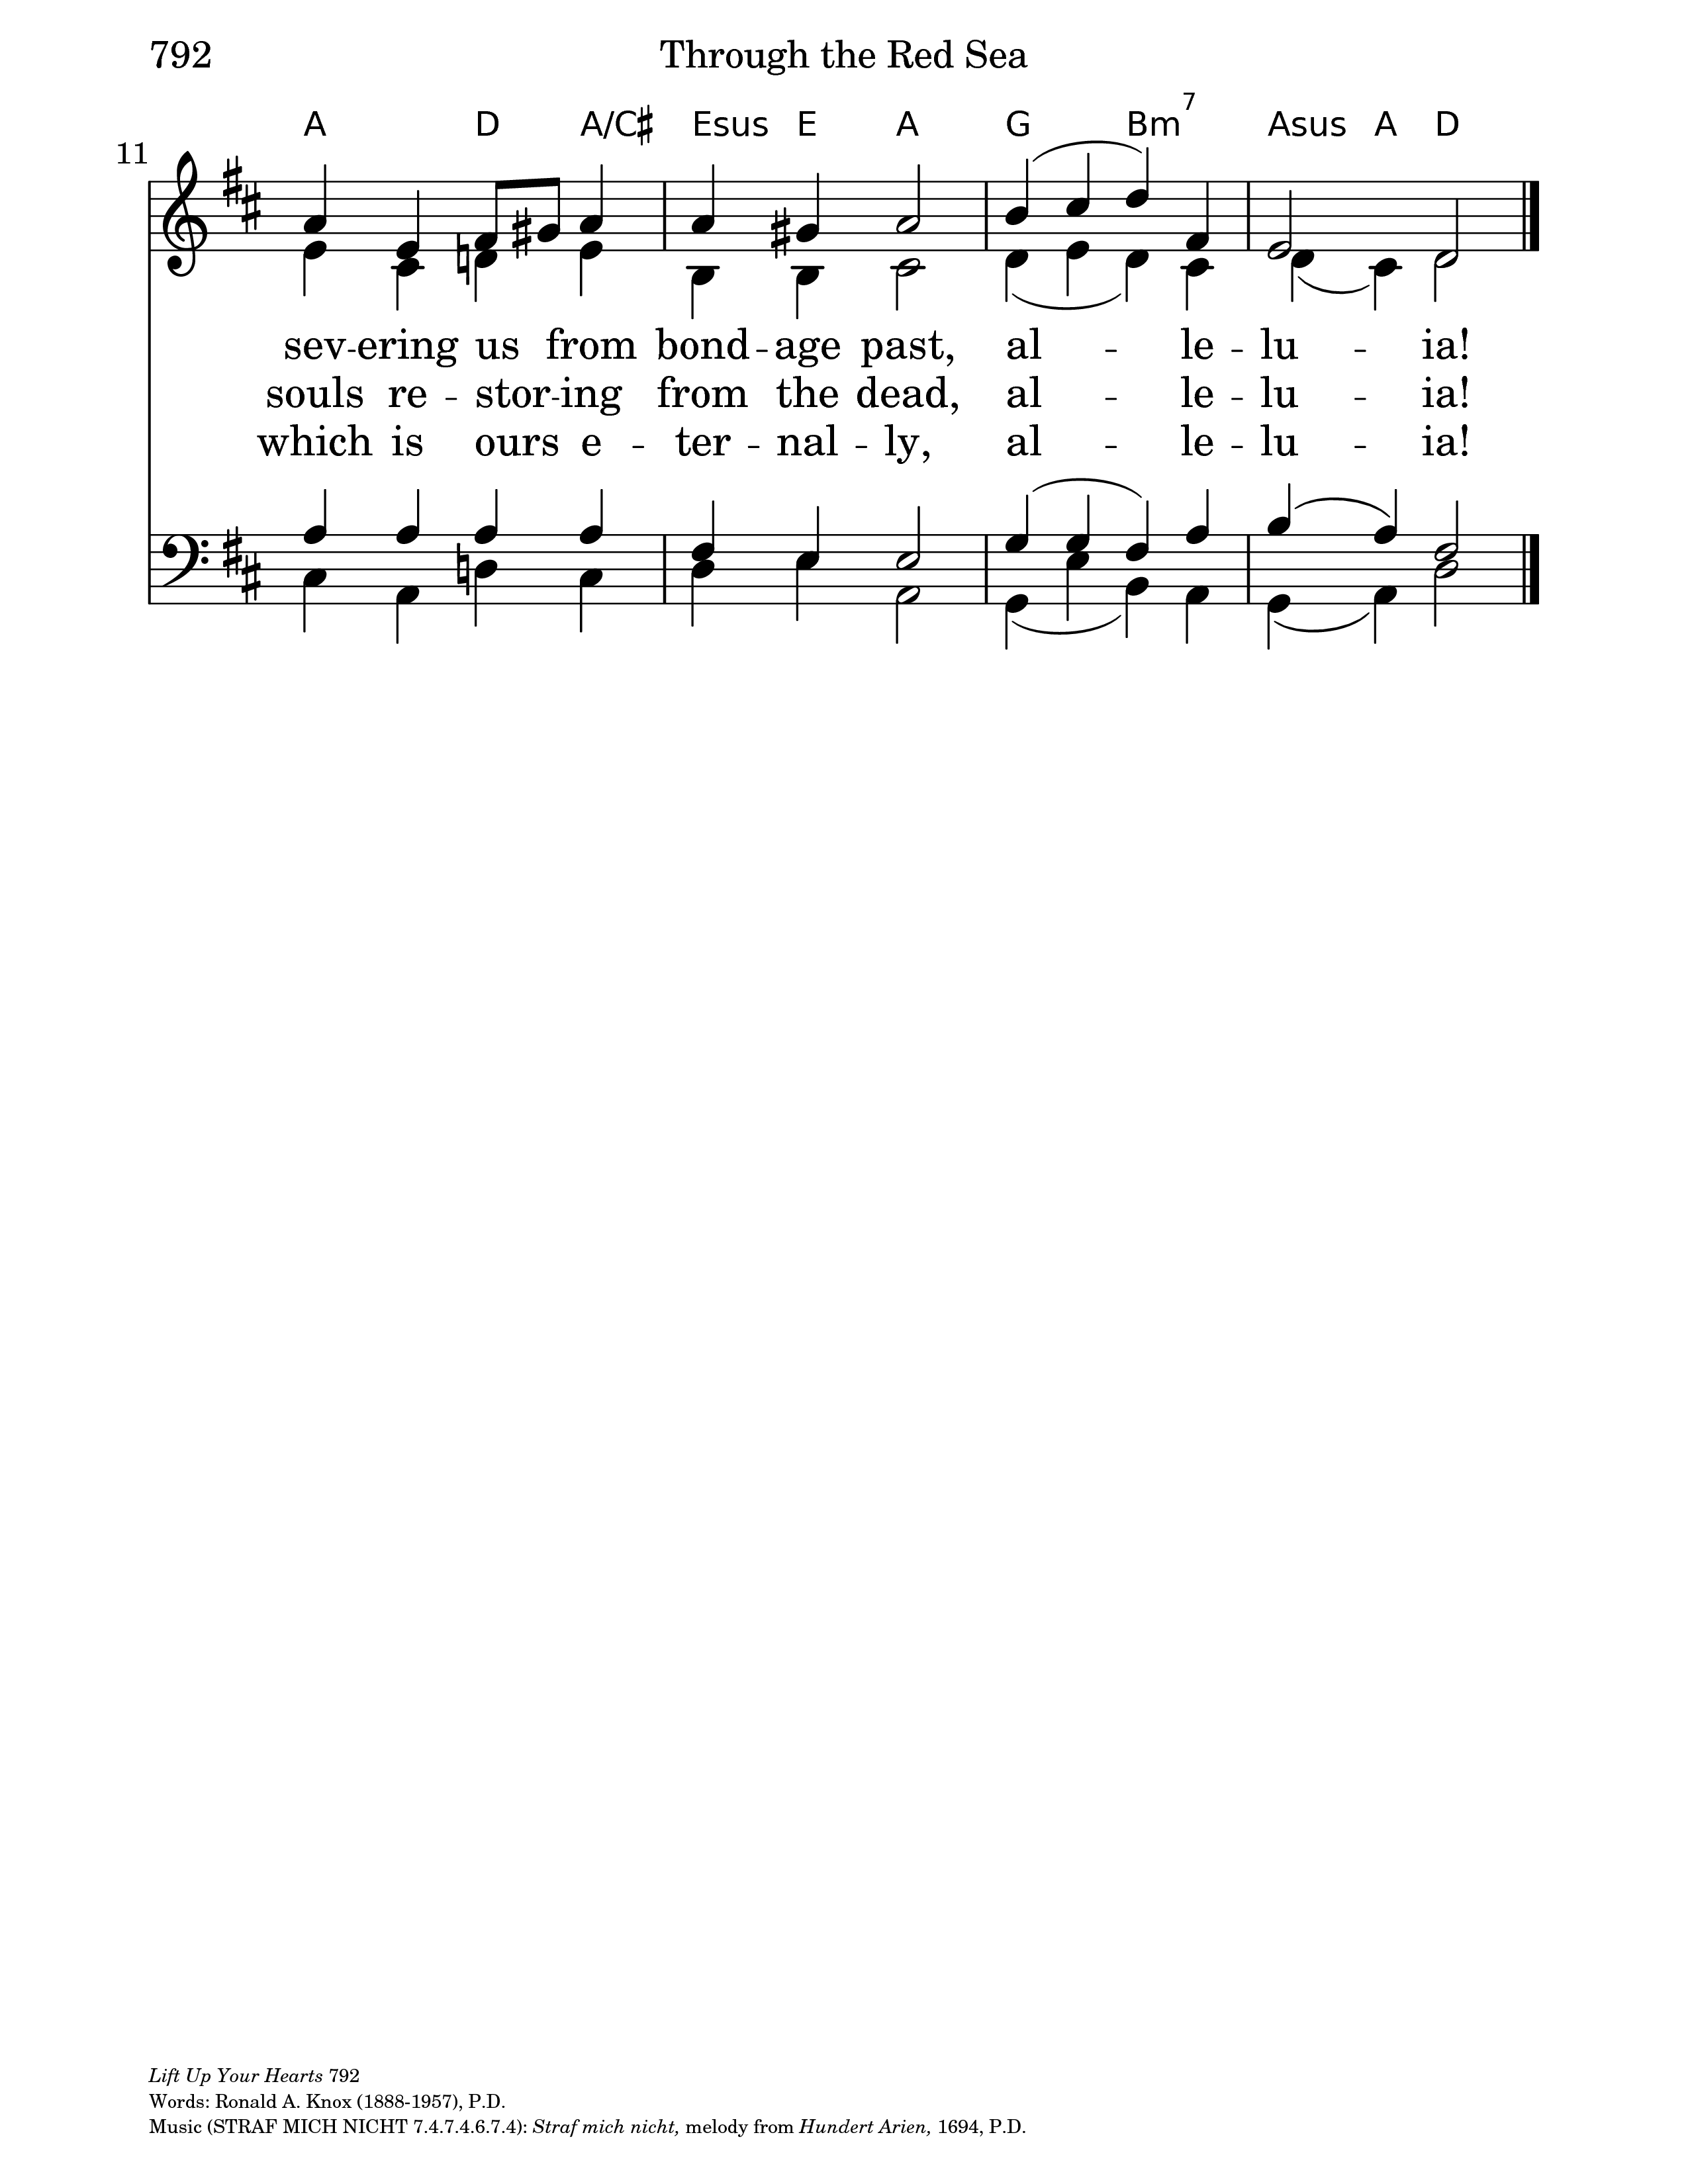 792 Through the Red Sea
A D A/C♯ Esus E A G Bm7 Asus A D
11
sev -- ering us from bond -- age past, al -- le -- lu -- ia!
souls re -- stor -- ing from the dead, al -- le -- lu -- ia!
which is ours e -- ter -- nal -- ly, al -- le -- lu -- ia!
Lift Up Your Hearts 792
Words: Ronald A. Knox (1888-1957), P.D.
Music (STRAF MICH NICHT 7.4.7.4.6.7.4): Straf mich nicht, melody from Hundert Arien, 1694, P.D.